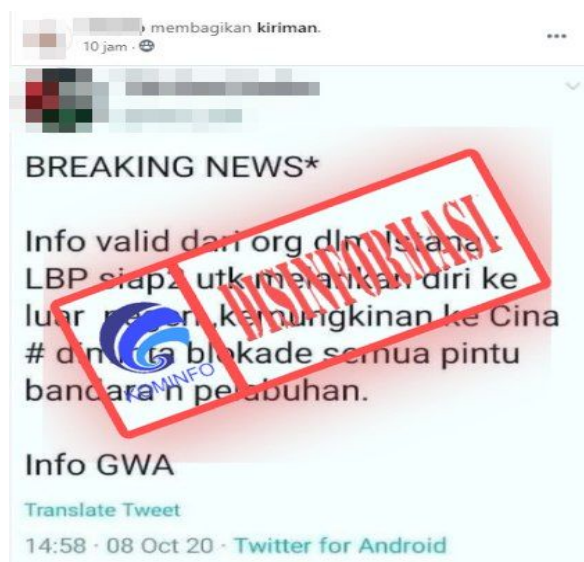 membagikan kiriman.
10 jam ·
BREAKING NEWS*
Info valid dari org dlm Istana
LBP siap2 utk melarikan diri ke
luar negeri, kemungkinan ke Cina
# diminta blokade semua pintu
bandara n pelabuhan.
DISINFORMASI
KOMINFO
Info GWA
Translate Tweet
14:58 · 08 Oct 20 · Twitter for Android